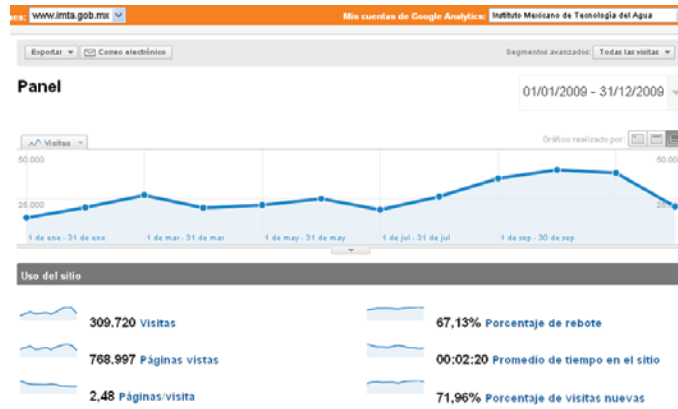 es: www.imta.gob.mx Mis cuentas de Google Analytics: Instituto Mexicano de Tecnología del Agua
Exportar Correo electrónico Segmentos avanzados: Todas las visitas
Panel 01/01/2009 - 31/12/2009
Visitas Gráfico realizado por:
50.000 50.00
25.000 25
1 de ene - 31 de ene 1 de mar - 31 de mar 1 de may - 31 de may 1 de jul - 31 de jul 1 de sep - 30 de sep
Uso del sitio
309.720 Visitas 67,13% Porcentaje de rebote
768.997 Páginas vistas 00:02:20 Promedio de tiempo en el sitio
2,48 Páginas/visita 71,96% Porcentaje de visitas nuevas